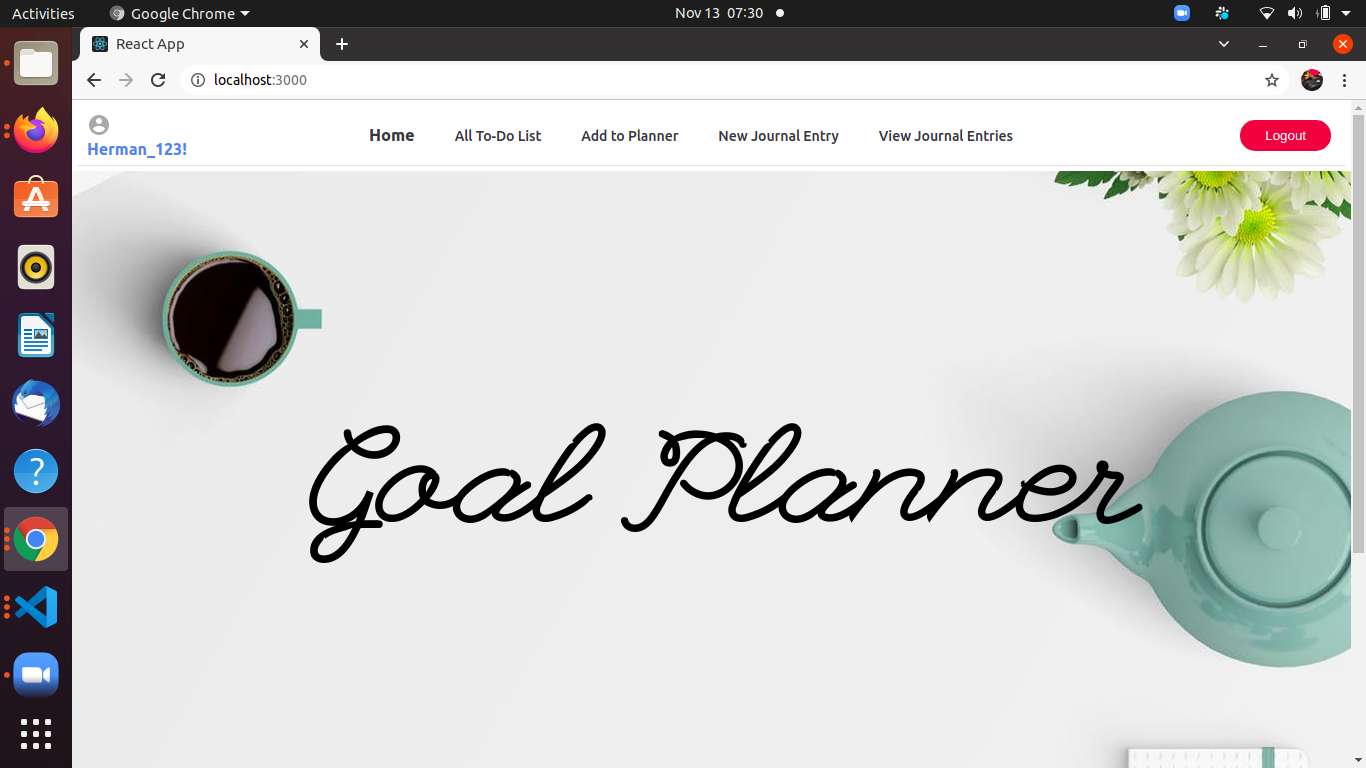 Activities Google Chrome Nov 13 07:30
React App
localhost:3000
Home All To-Do List Add to Planner New Journal Entry View Journal Entries Logout
Herman_123!
Goal Planner